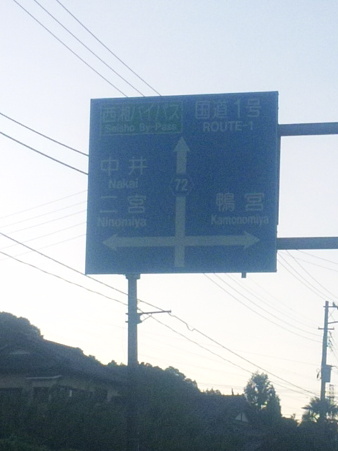 西湘バイパス
Seisho By-Pass
国道1号
ROUTE-1
中井
Nakai
72
二宮
Ninomiya
鴨宮
Kamonomiya